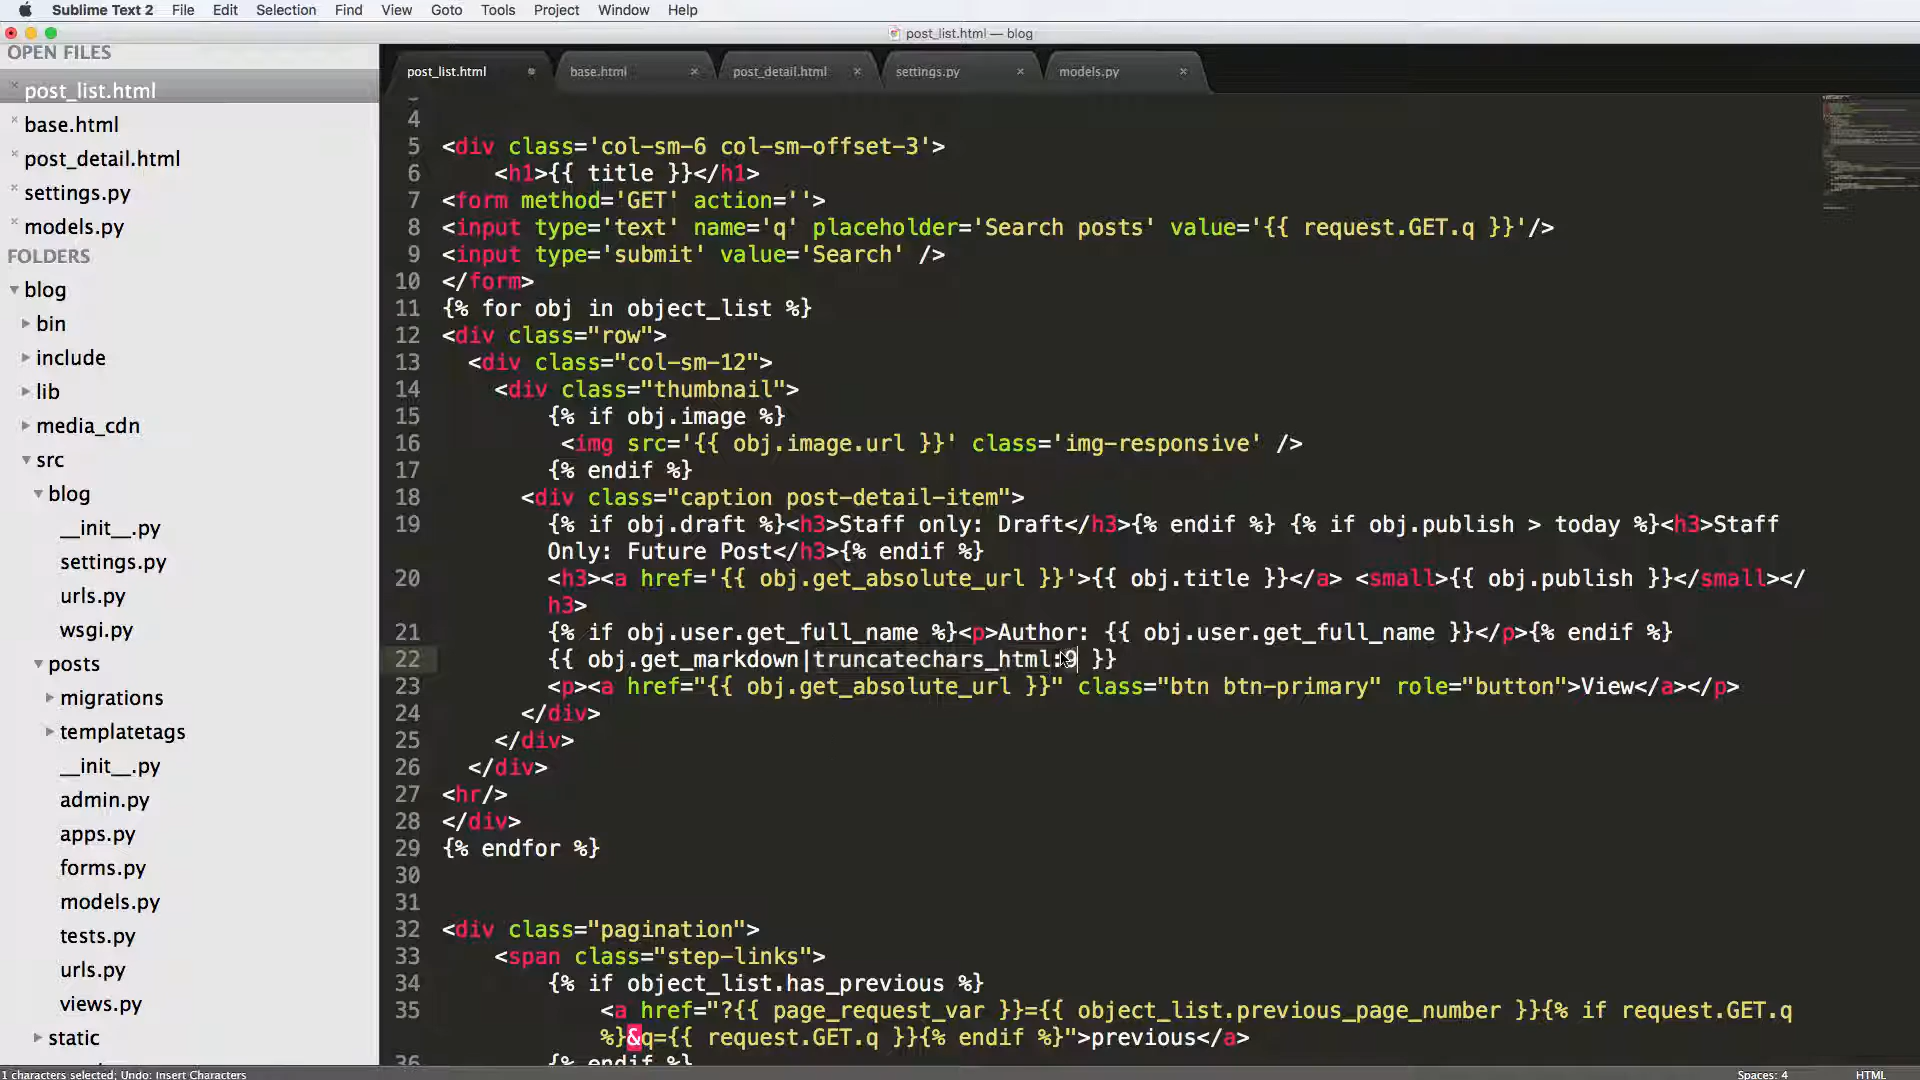 Sublime Text 2 File Edit Selection Find View Goto Tools Project Window Help
post_list.html — blog
OPEN FILES
post_list.html
base.html
post_detail.html
settings.py
models.py
FOLDERS
blog
bin
include
lib
media_cdn
src
blog
__init__.py
settings.py
urls.py
wsgi.py
posts
migrations
templatetags
__init__.py
admin.py
apps.py
forms.py
models.py
tests.py
urls.py
views.py
static
post_list.html base.html post_detail.html settings.py models.py
4
5 <div class='col-sm-6 col-sm-offset-3'>
6 <h1>{{ title }}</h1>
7 <form method='GET' action=''>
8 <input type='text' name='q' placeholder='Search posts' value='{{ request.GET.q }}'/>
9 <input type='submit' value='Search' />
10 </form>
11 {% for obj in object_list %}
12 <div class="row">
13 <div class="col-sm-12">
14 <div class="thumbnail">
15 {% if obj.image %}
16 <img src='{{ obj.image.url }}' class='img-responsive' />
17 {% endif %}
18 <div class="caption post-detail-item">
19 {% if obj.draft %}<h3>Staff only: Draft</h3>{% endif %} {% if obj.publish > today %}<h3>Staff
Only: Future Post</h3>{% endif %}
20 <h3><a href='{{ obj.get_absolute_url }}'>{{ obj.title }}</a> <small>{{ obj.publish }}</small></
h3>
21 {% if obj.user.get_full_name %}<p>Author: {{ obj.user.get_full_name }}</p>{% endif %}
22 {{ obj.get_markdown|truncatechars_html:9 }}
23 <p><a href="{{ obj.get_absolute_url }}" class="btn btn-primary" role="button">View</a></p>
24 </div>
25 </div>
26 </div>
27 <hr/>
28 </div>
29 {% endfor %}
30
31
32 <div class="pagination">
33 <span class="step-links">
34 {% if object_list.has_previous %}
35 <a href="?{{ page_request_var }}={{ object_list.previous_page_number }}{% if request.GET.q
%}&q={{ request.GET.q }}{% endif %}">previous</a>
36 {% endif %}
1 characters selected; Undo: Insert Characters Spaces: 4 HTML